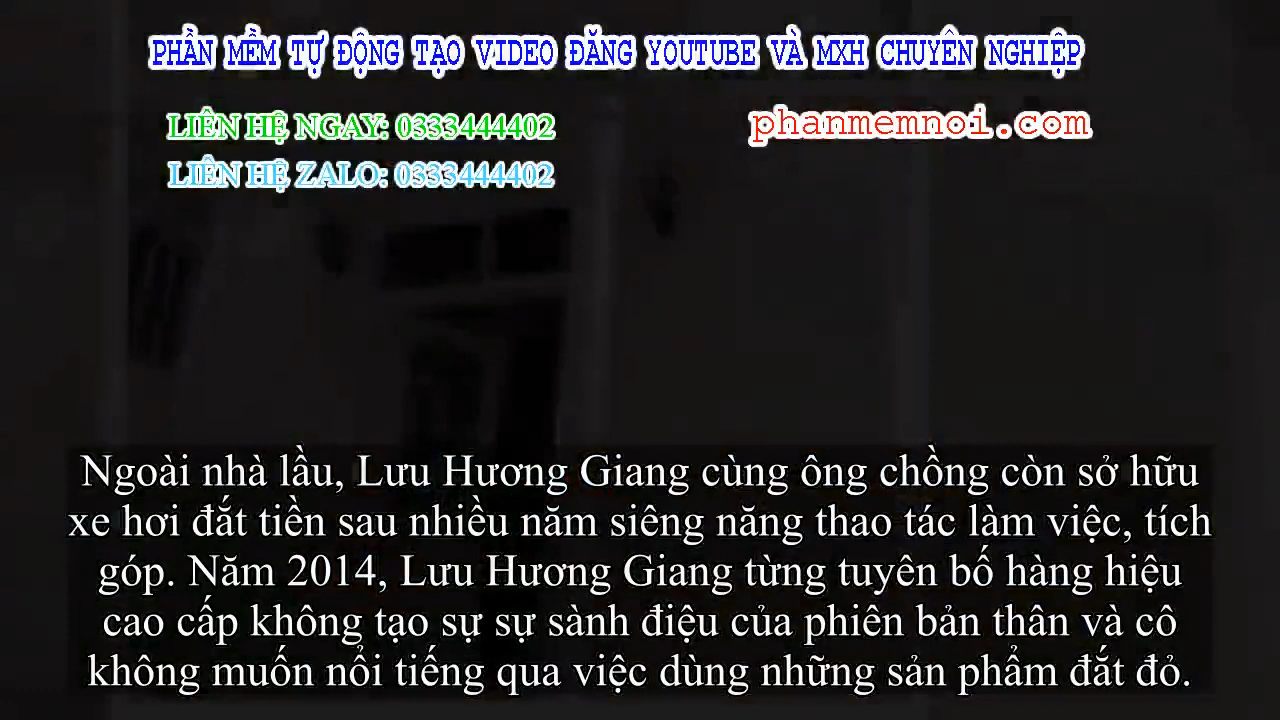 PHẦN MỀM TỰ ĐỘNG TẠO VIDEO ĐĂNG YOUTUBE VÀ MXH CHUYÊN NGHIỆP
LIÊN HỆ NGAY: 0333444402
phanmemnoi.com
LIÊN HỆ ZALO: 0333444402
Ngoài nhà lầu, Lưu Hương Giang cùng ông chồng còn sở hữu
xe hơi đắt tiền sau nhiều năm siêng năng thao tác làm việc, tích
góp. Năm 2014, Lưu Hương Giang từng tuyên bố hàng hiệu
cao cấp không tạo sự sự sành điệu của phiên bản thân và cô
không muốn nổi tiếng qua việc dùng những sản phẩm đắt đỏ.